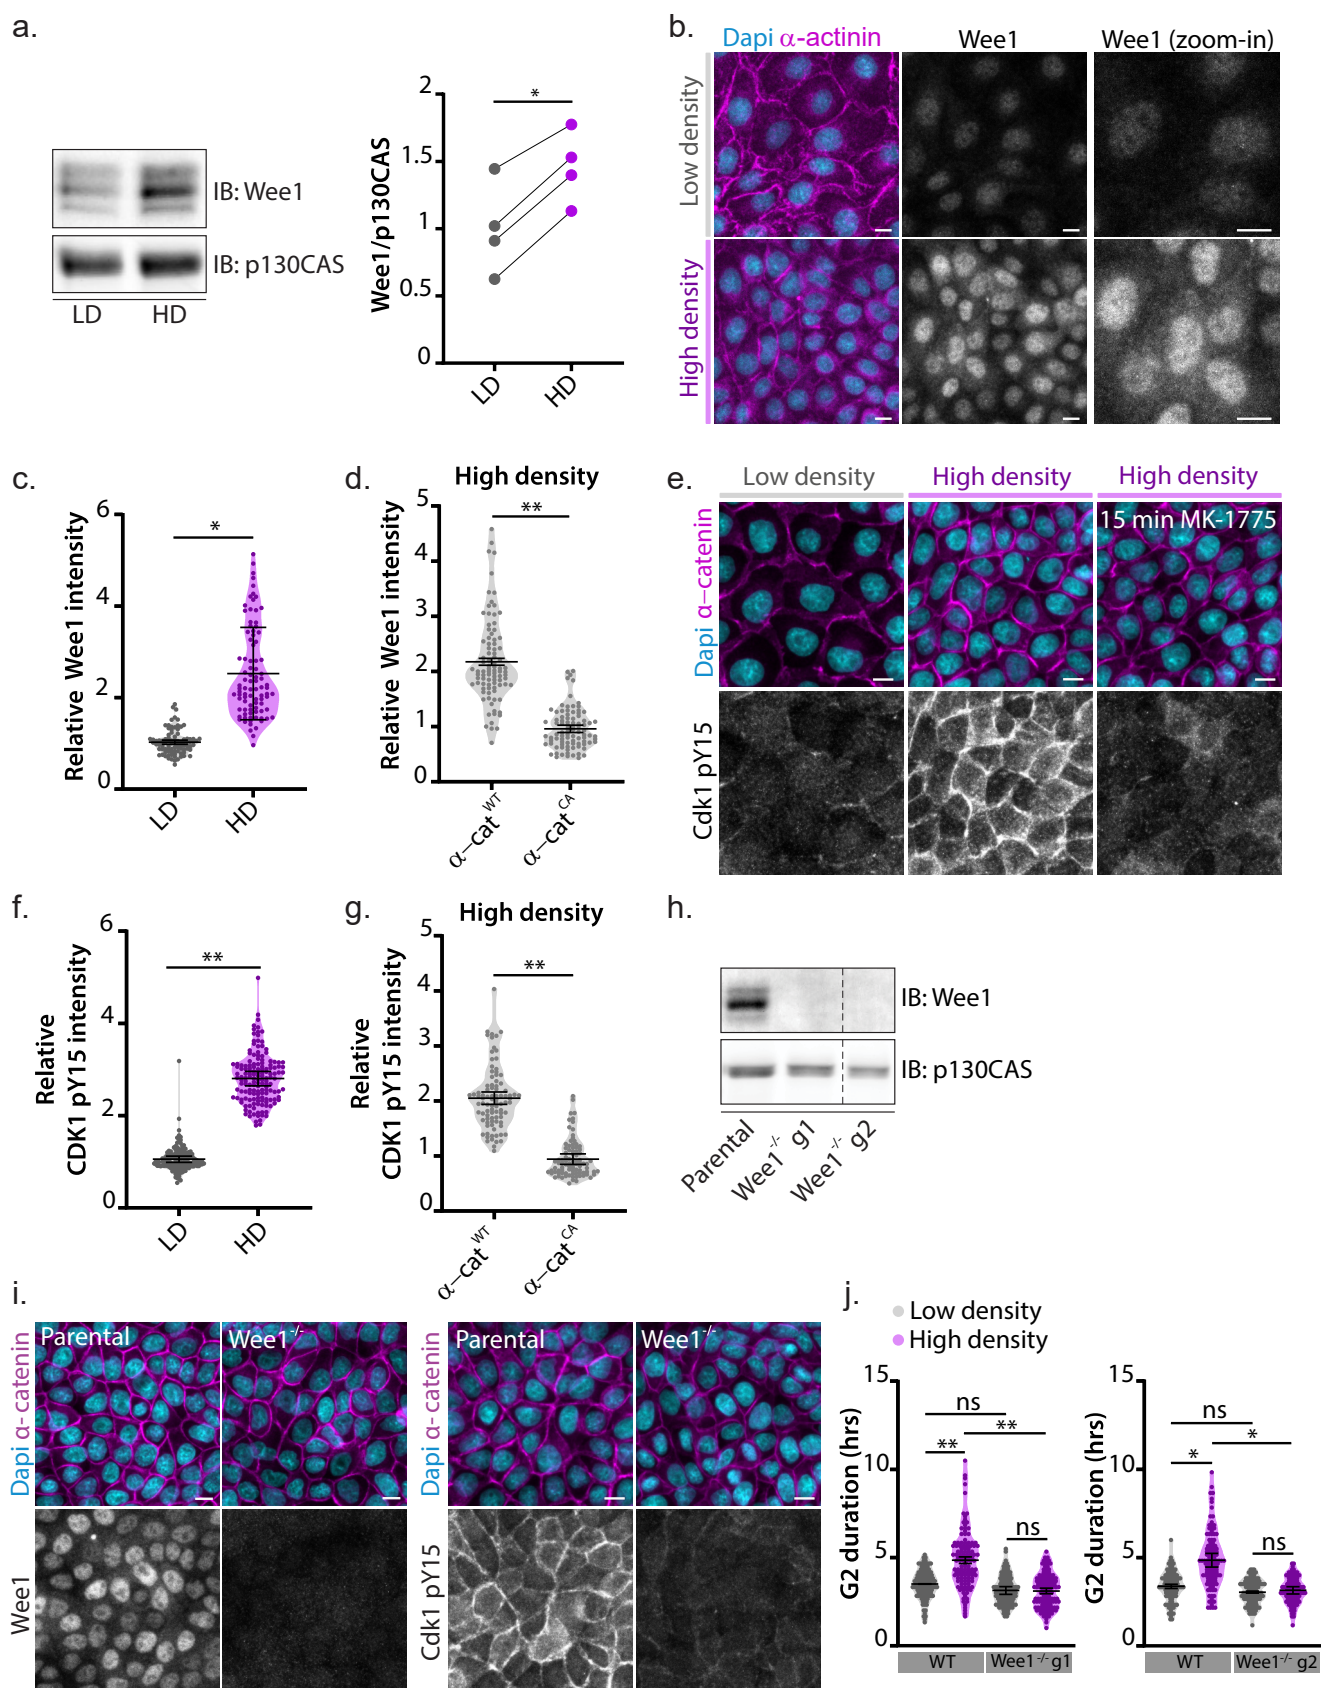 a.
IB: Wee1
IB: p130CAS
LD HD
Wee1/p130CAS
2
1.5
1
0.5
0
*
LD HD
b.
Dapi α-actinin Wee1 Wee1 (zoom-in)
Low density
High density
c.
Relative Wee1 intensity
6
4
2
0
*
LD HD
d.
High density
Relative Wee1 intensity
5
4
3
2
1
0
**
α-cat WT α-cat CA
e.
Low density High density High density
15 min MK-1775
Dapi α-catenin
Cdk1 pY15
f.
Relative
CDK1 pY15 intensity
6
4
2
0
**
LD HD
g.
High density
Relative
CDK1 pY15 intensity
5
4
3
2
1
0
**
α-cat WT α-cat CA
h.
IB: Wee1
IB: p130CAS
Parental Wee1-/- g1 Wee1-/- g2
i.
Dapi α- catenin
Parental Wee1-/-
Wee1
Dapi α- catenin
Parental Wee1-/-
Cdk1 pY15
j.
Low density
High density
G2 duration (hrs)
15
10
5
0
ns
** **
ns
WT Wee1-/- g1
G2 duration (hrs)
15
10
5
0
ns
* *
ns
WT Wee1-/- g2